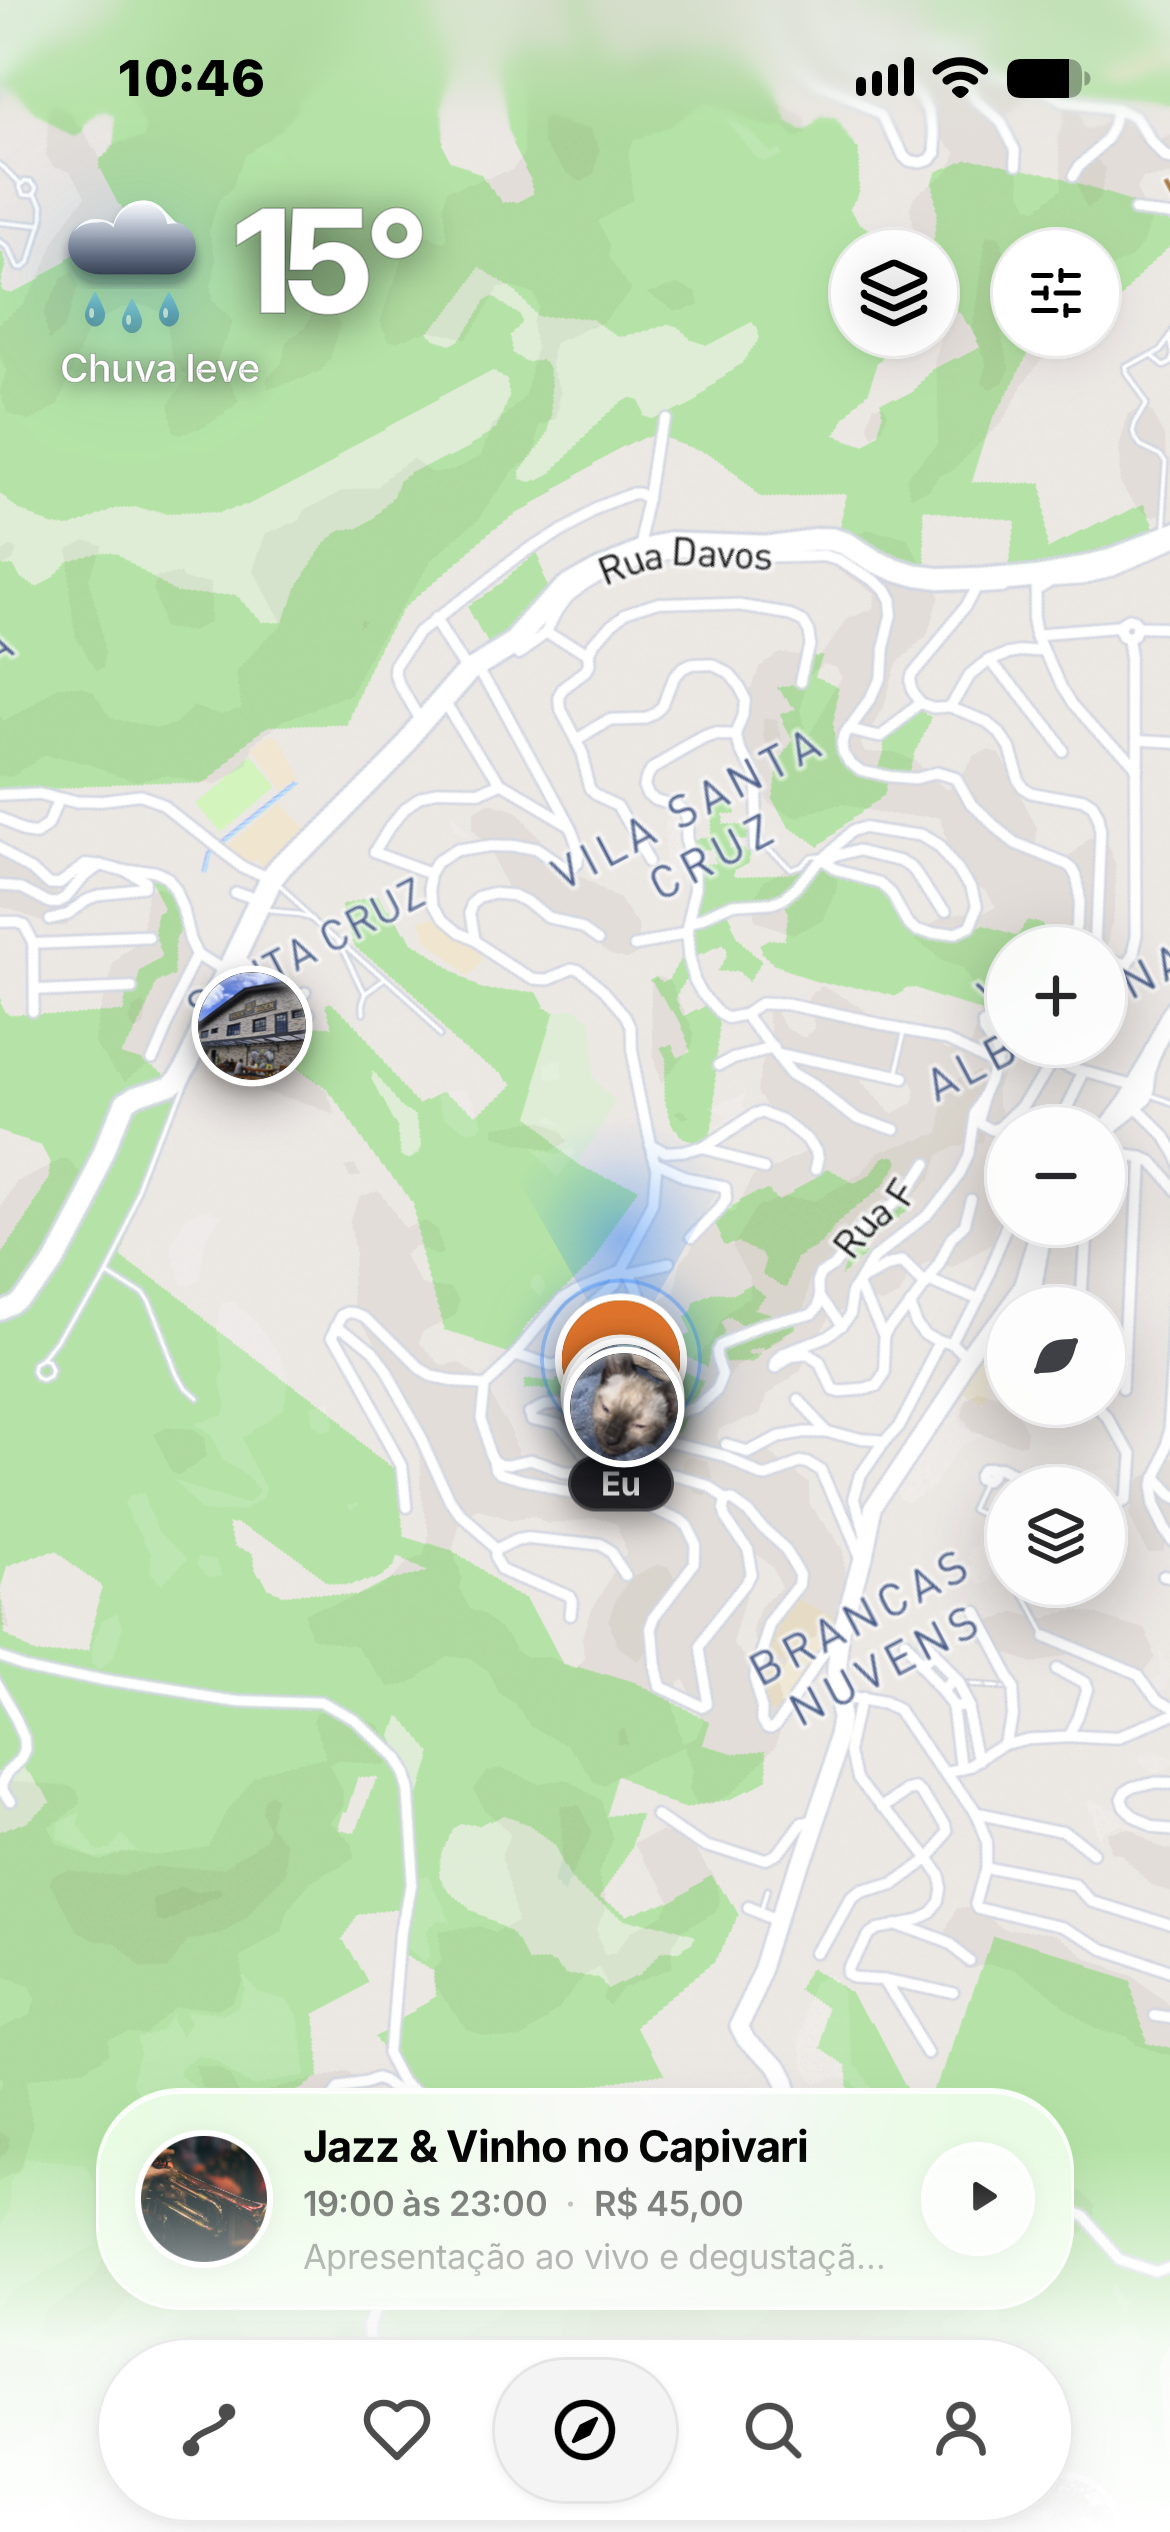 10:46
15°
Chuva leve
Rua Davos
VILA SANTA
CRUZ
TA CRUZ
ALB
Rua F
Eu
BRANCAS
NUVENS
Jazz & Vinho no Capivari
19:00 às 23:00 · R$ 45,00
Apresentação ao vivo e degustaçã...